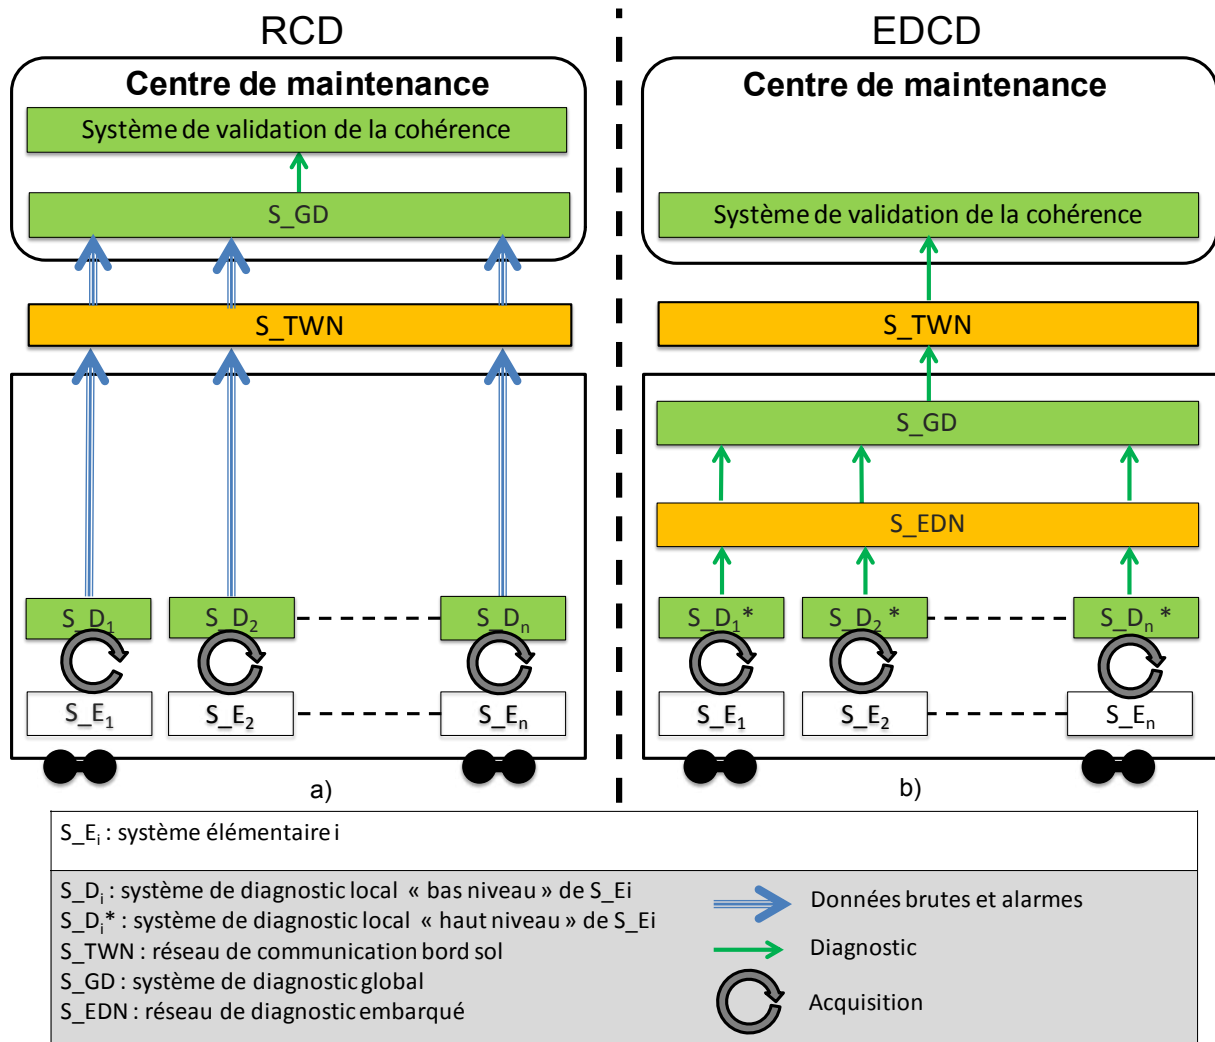 RCD
Centre de maintenance
Système de validation de la cohérence
S_GD
S_TWN
S_D₁
S_D₂
S_Dₙ
S_E₁
S_E₂
S_Eₙ
a)
EDCD
Centre de maintenance
Système de validation de la cohérence
S_TWN
S_GD
S_EDN
S_D₁*
S_D₂*
S_Dₙ*
S_E₁
S_E₂
S_Eₙ
b)
S_Eᵢ : système élémentaire i
S_Dᵢ : système de diagnostic local « bas niveau » de S_Ei
S_Dᵢ* : système de diagnostic local « haut niveau » de S_Ei
S_TWN : réseau de communication bord sol
S_GD : système de diagnostic global
S_EDN : réseau de diagnostic embarqué
Données brutes et alarmes
Diagnostic
Acquisition